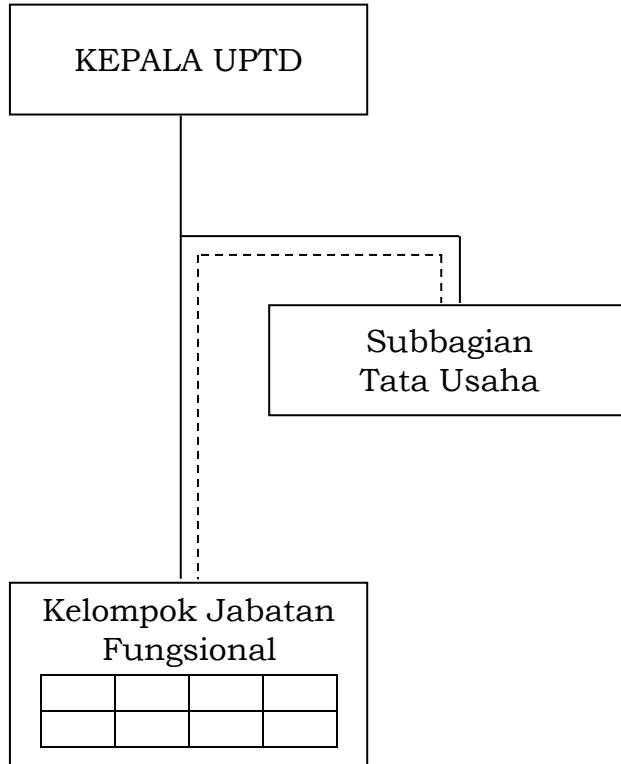 KEPALA UPTD
Subbagian
Tata Usaha
Kelompok Jabatan
Fungsional